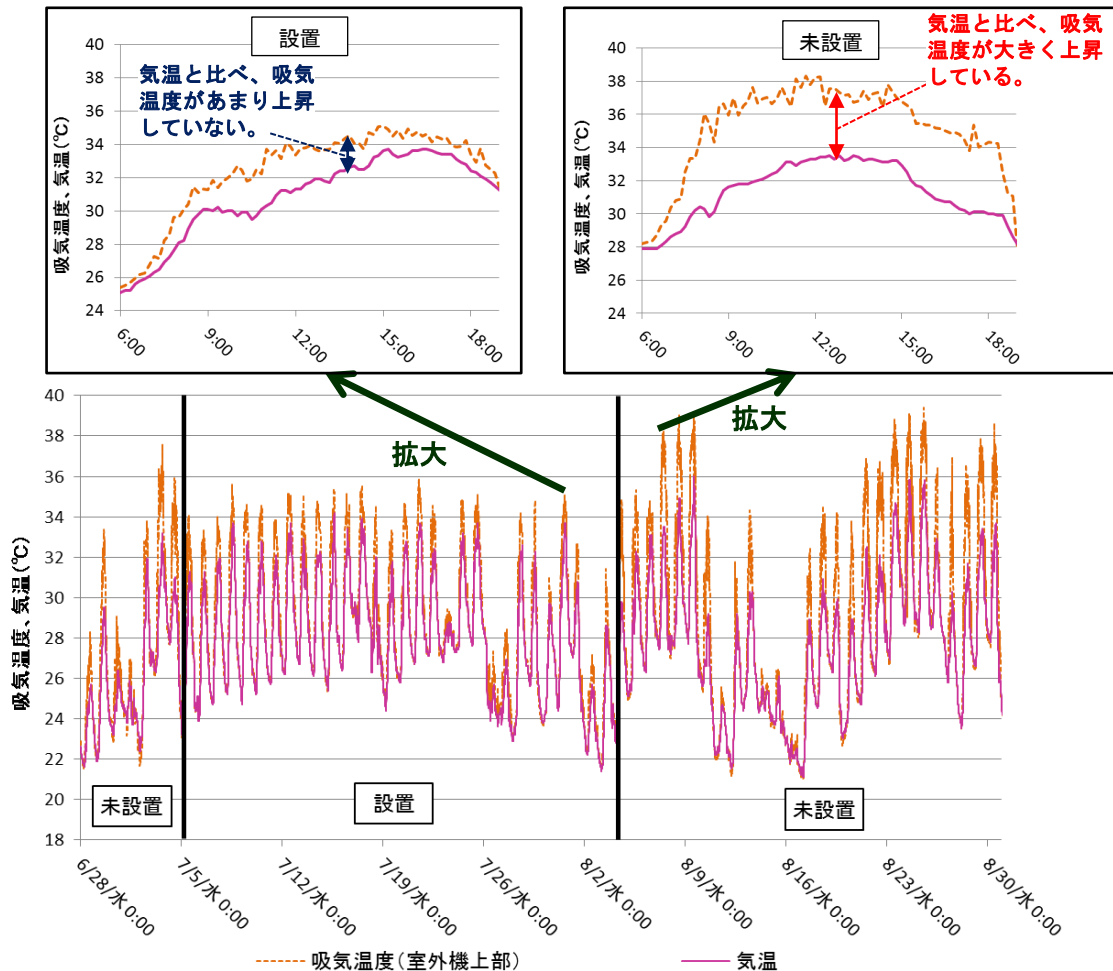 設置
気温と比べ、吸気
温度があまり上昇
していない。
吸気温度、気温(℃)
40
38
36
34
32
30
28
26
24
6:00
9:00
12:00
15:00
18:00
未設置
気温と比べ、吸気
温度が大きく上昇
している。
吸気温度、気温(℃)
40
38
36
34
32
30
28
26
24
6:00
9:00
12:00
15:00
18:00
拡大
拡大
吸気温度、気温(℃)
40
38
36
34
32
30
28
26
24
22
20
18
未設置
設置
未設置
6/28/水 0:00
7/5/水 0:00
7/12/水 0:00
7/19/水 0:00
7/26/水 0:00
8/2/水 0:00
8/9/水 0:00
8/16/水 0:00
8/23/水 0:00
8/30/水 0:00
吸気温度(室外機上部)
気温